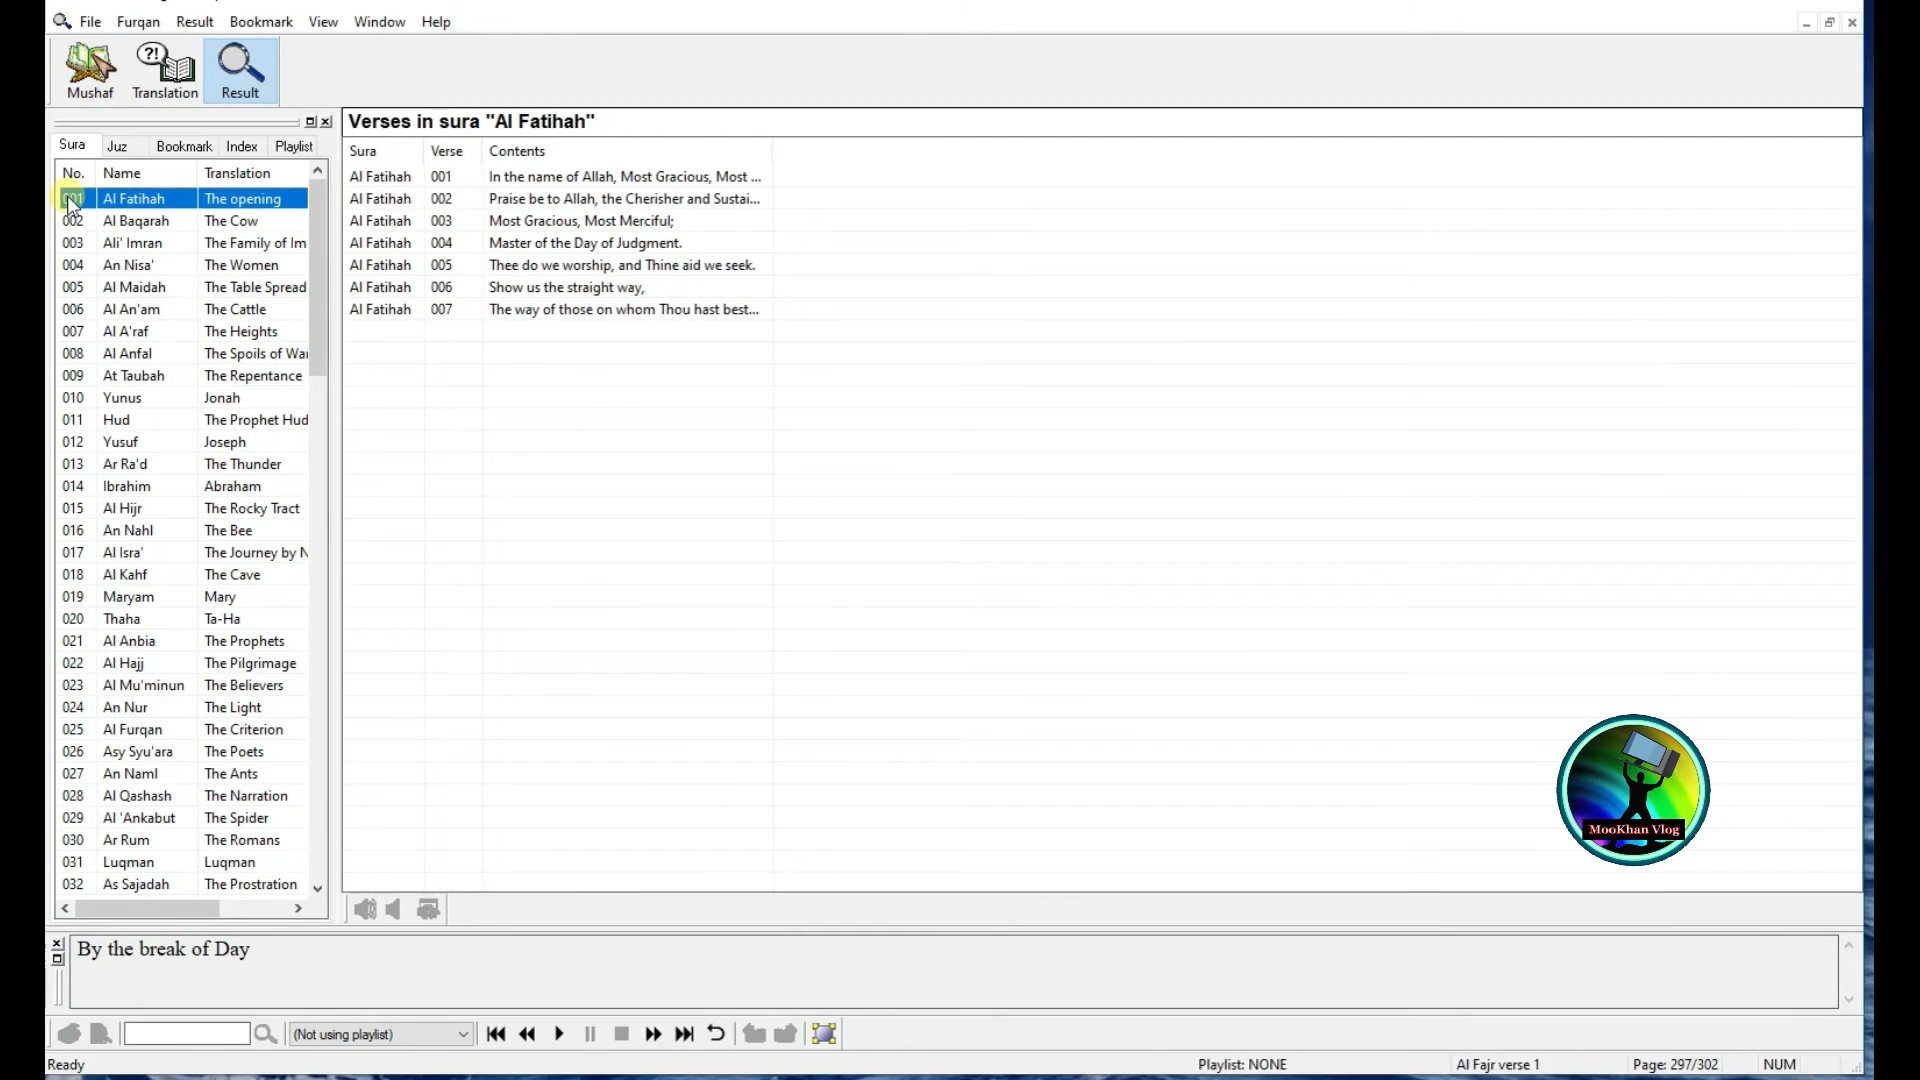 File Furqan Result Bookmark View Window Help
Mushaf Translation Result
Sura Juz Bookmark Index Playlist
No. Name Translation
001 Al Fatihah The opening
002 Al Baqarah The Cow
003 Ali' Imran The Family of Im
004 An Nisa' The Women
005 Al Maidah The Table Spread
006 Al An'am The Cattle
007 Al A'raf The Heights
008 Al Anfal The Spoils of Wa
009 At Taubah The Repentance
010 Yunus Jonah
011 Hud The Prophet Hud
012 Yusuf Joseph
013 Ar Ra'd The Thunder
014 Ibrahim Abraham
015 Al Hijr The Rocky Tract
016 An Nahl The Bee
017 Al Isra' The Journey by N
018 Al Kahf The Cave
019 Maryam Mary
020 Thaha Ta-Ha
021 Al Anbia The Prophets
022 Al Hajj The Pilgrimage
023 Al Mu'minun The Believers
024 An Nur The Light
025 Al Furqan The Criterion
026 Asy Syu'ara The Poets
027 An Naml The Ants
028 Al Qashash The Narration
029 Al 'Ankabut The Spider
030 Ar Rum The Romans
031 Luqman Luqman
032 As Sajadah The Prostration
Verses in sura "Al Fatihah"
Sura Verse Contents
Al Fatihah 001 In the name of Allah, Most Gracious, Most ...
Al Fatihah 002 Praise be to Allah, the Cherisher and Sustai...
Al Fatihah 003 Most Gracious, Most Merciful;
Al Fatihah 004 Master of the Day of Judgment.
Al Fatihah 005 Thee do we worship, and Thine aid we seek.
Al Fatihah 006 Show us the straight way,
Al Fatihah 007 The way of those on whom Thou hast best...
MooKhan Vlog
By the break of Day
(Not using playlist)
Ready Playlist: NONE Al Fajr verse 1 Page: 297/302 NUM